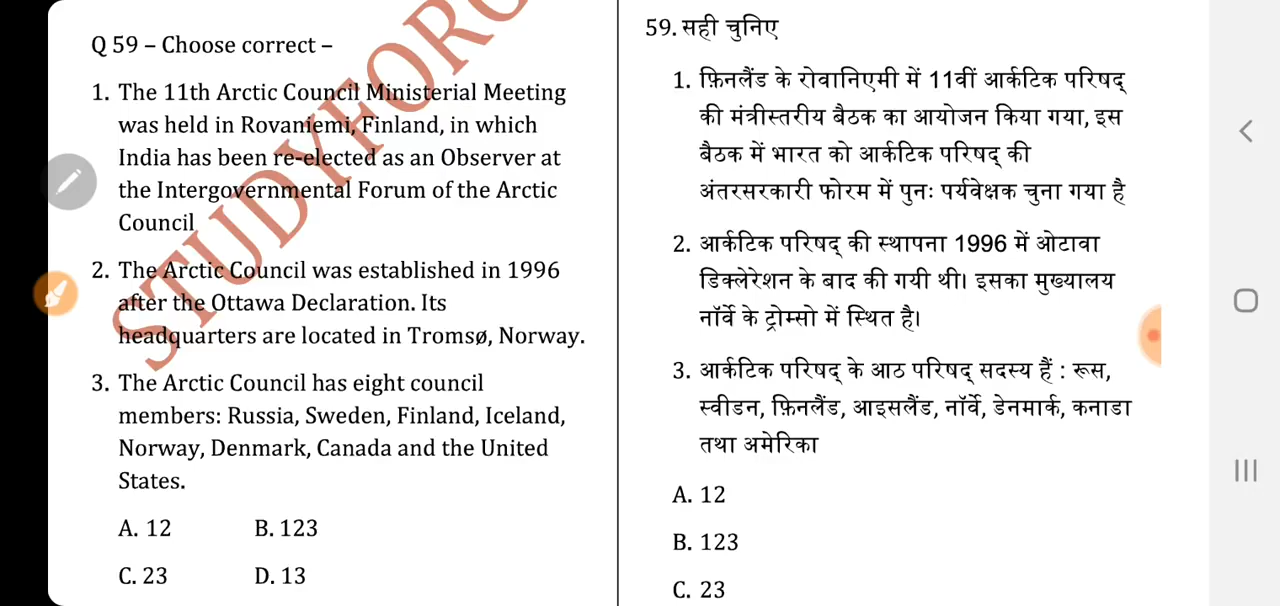 Q 59 – Choose correct –
1. The 11th Arctic Council Ministerial Meeting
was held in Rovaniemi, Finland, in which
India has been re-elected as an Observer at
the Intergovernmental Forum of the Arctic
Council
2. The Arctic Council was established in 1996
after the Ottawa Declaration. Its
headquarters are located in Tromsø, Norway.
3. The Arctic Council has eight council
members: Russia, Sweden, Finland, Iceland,
Norway, Denmark, Canada and the United
States.
A. 12 B. 123
C. 23 D. 13
STUDYFORC
59. सही चुनिए
1. फ़िनलैंड के रोवानिएमी में 11वीं आर्कटिक परिषद्
की मंत्रीस्तरीय बैठक का आयोजन किया गया, इस
बैठक में भारत को आर्कटिक परिषद् की
अंतरसरकारी फोरम में पुनः पर्यवेक्षक चुना गया है
2. आर्कटिक परिषद् की स्थापना 1996 में ओटावा
डिक्लेरेशन के बाद की गयी थी। इसका मुख्यालय
नॉर्वे के ट्रोम्सो में स्थित है।
3. आर्कटिक परिषद् के आठ परिषद् सदस्य हैं : रूस,
स्वीडन, फ़िनलैंड, आइसलैंड, नॉर्वे, डेनमार्क, कनाडा
तथा अमेरिका
A. 12
B. 123
C. 23